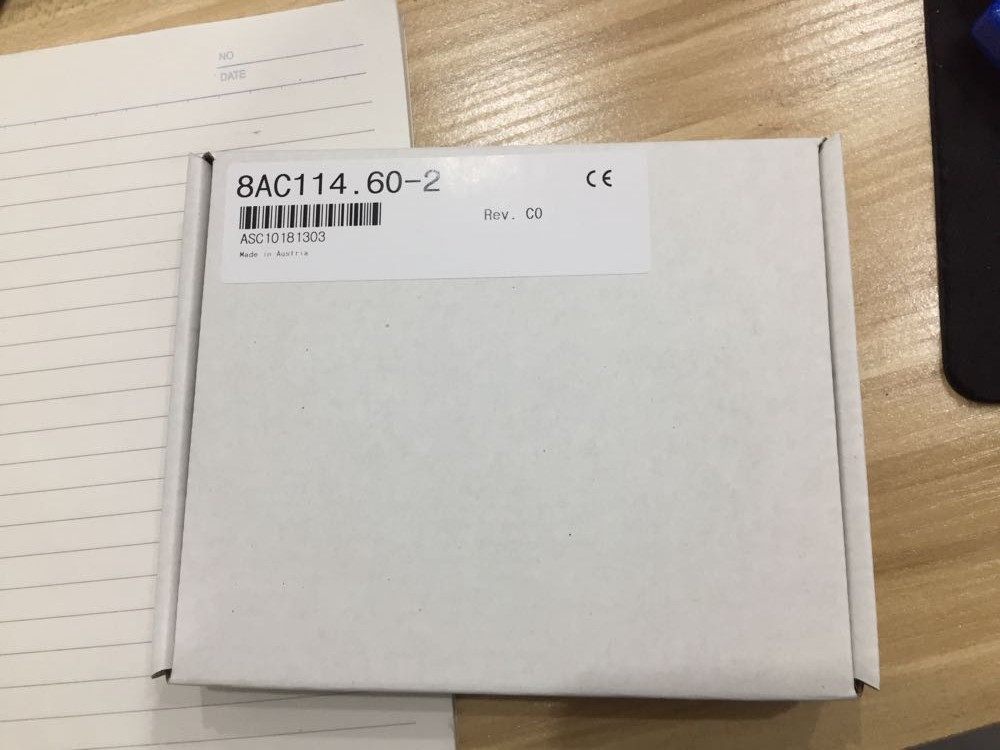 NO
DATE
8AC114.60-2
CE
Rev. C0
ASC10181303
Made in Austria